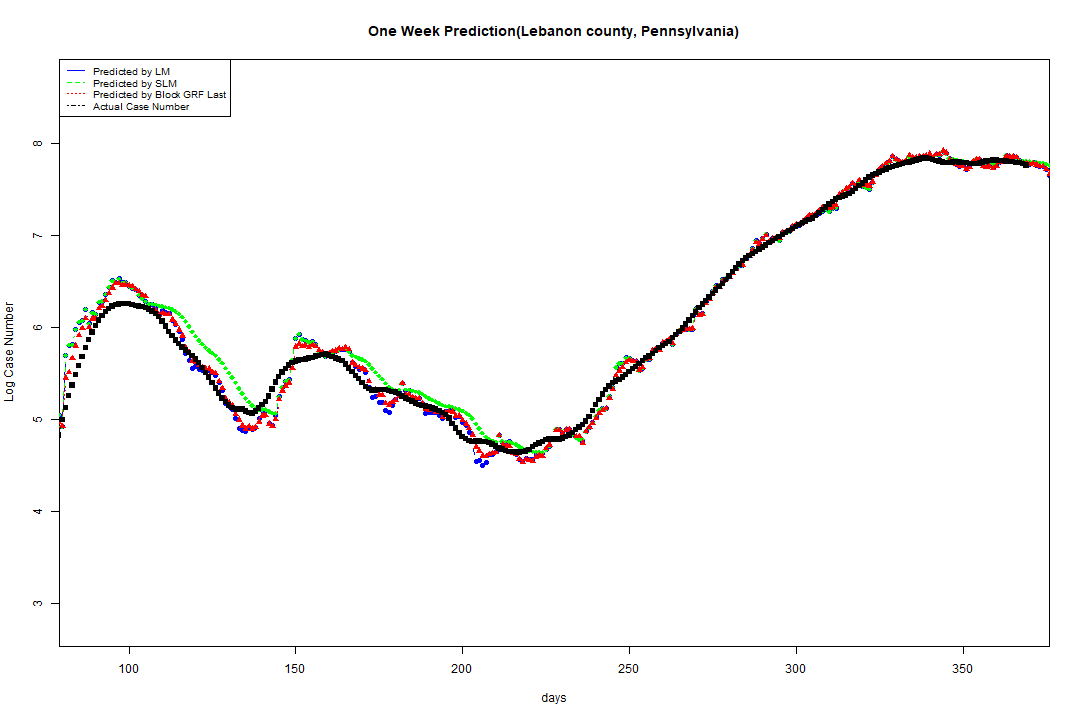 One Week Prediction(Lebanon county, Pennsylvania)
Predicted by LM
Predicted by SLM
Predicted by Block GRF Last
Actual Case Number
8
7
6
5
4
3
Log Case Number
100 150 200 250 300 350
days